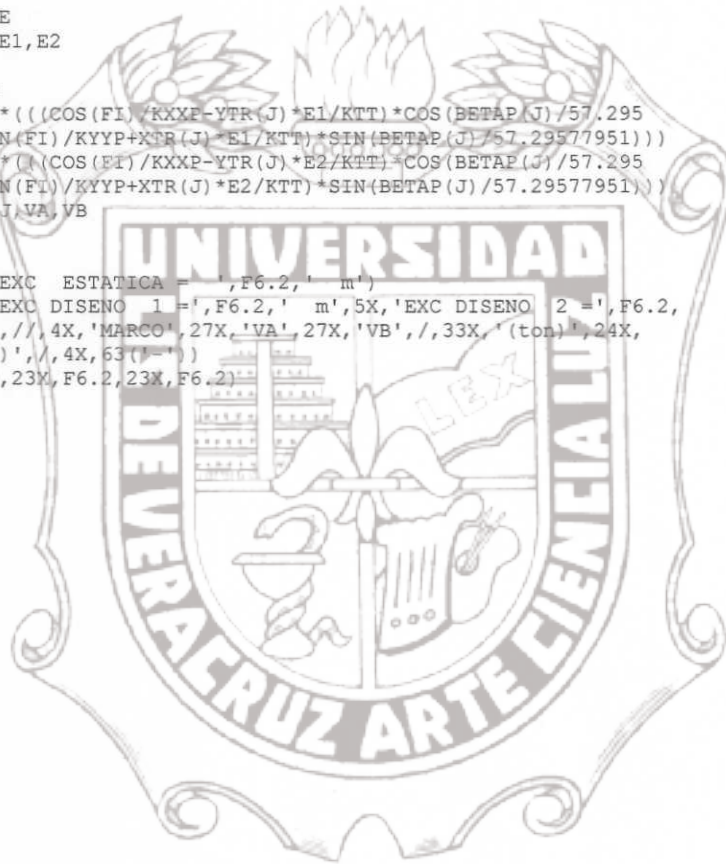 E
E1,E2
*(((COS(FI)/KXXP-YTR(J)*E1/KTT)*COS(BETAP(J)/57.295
N(FI)/KYYP+XTR(J)*E1/KTT)*SIN(BETAP(J)/57.29577951)))
*(((COS(FI)/KXXP-YTR(J)*E2/KTT)*COS(BETAP(J)/57.295
N(FI)/KYYP+XTR(J)*E2/KTT)*SIN(BETAP(J)/57.29577951)))
J,VA,VB
EXC  ESTATICA =  ',F6.2,'  m')
EXC DISENO  1 =',F6.2,'  m',5X,'EXC DISENO  2 =',F6.2,
,//,4X,'MARCO',27X,'VA',27X,'VB',/,33X,'(ton)',24X,
)',/,4X,63('-'))
,23X,F6.2,23X,F6.2)
UNIVERSIDAD
DE VERACRUZ ARTE CIENCIA LUZ
LEX